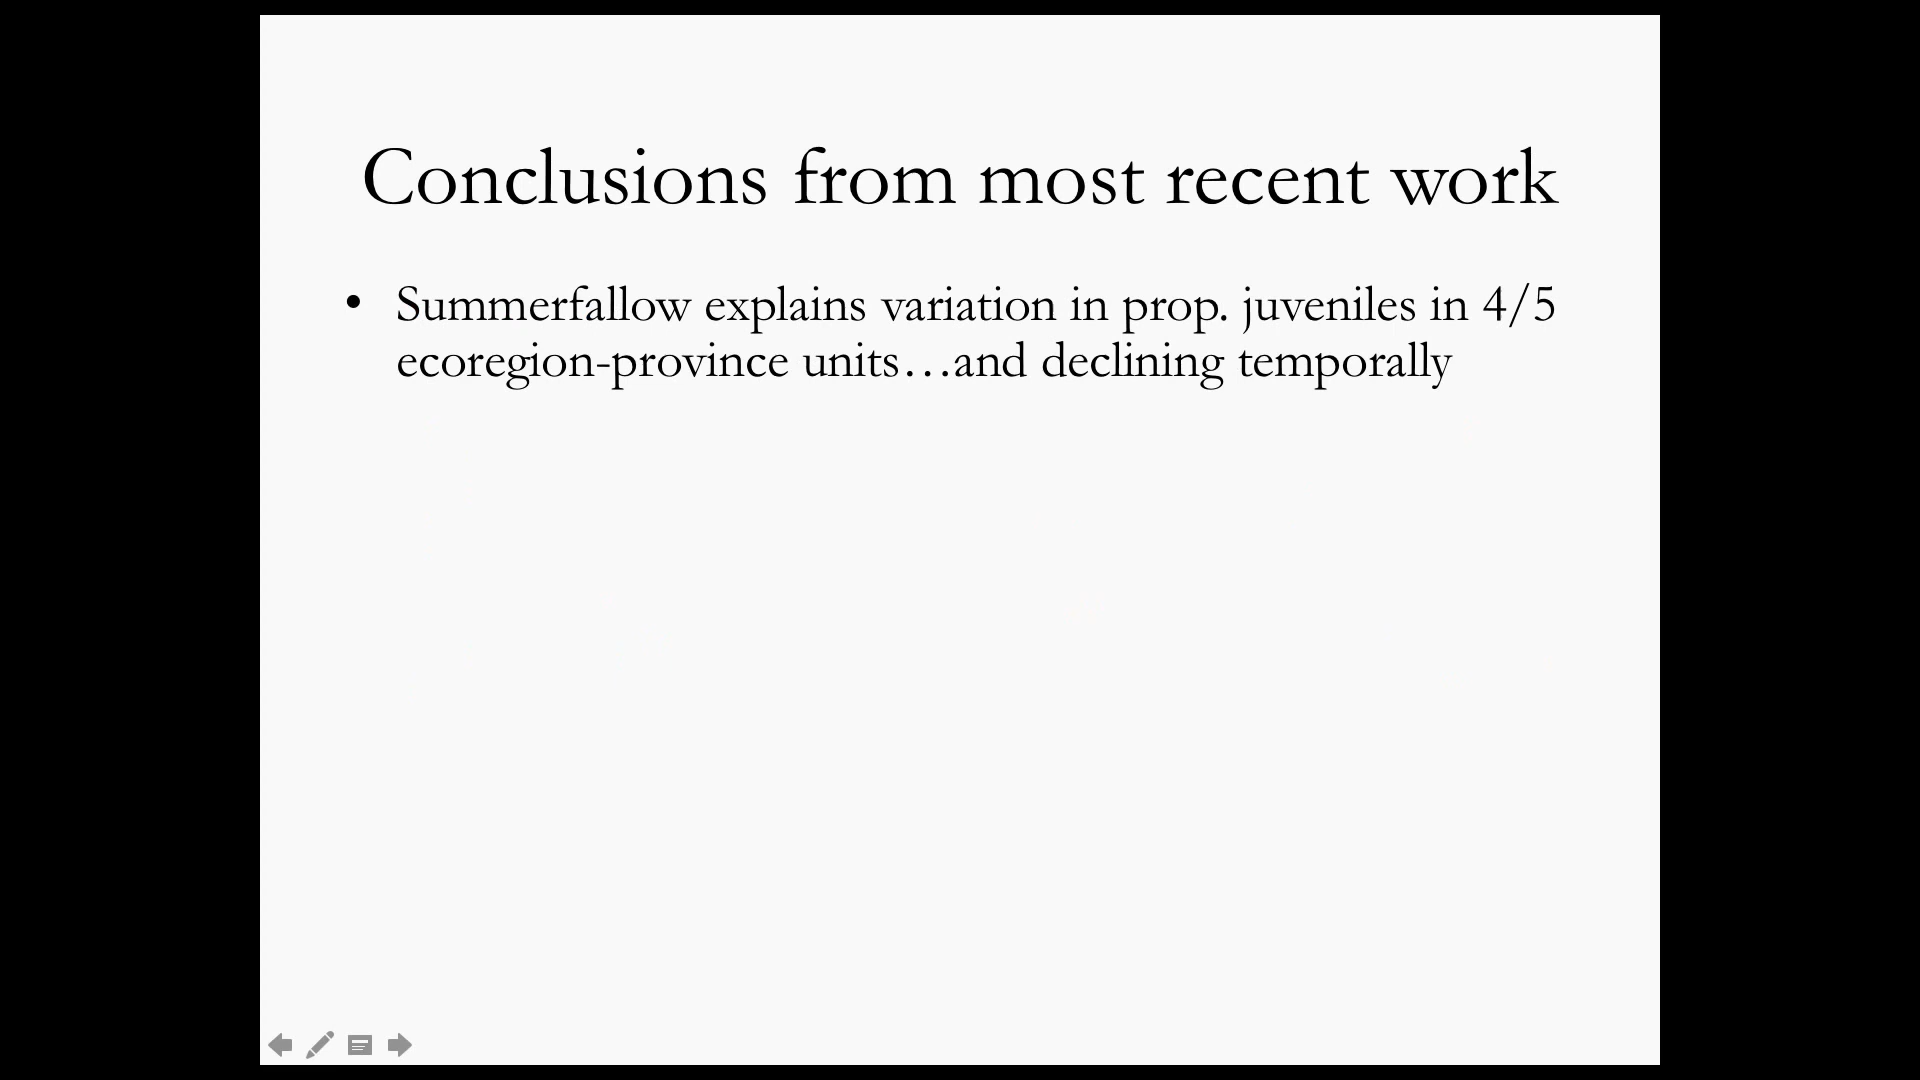 Conclusions from most recent work
• Summerfallow explains variation in prop. juveniles in 4/5
ecoregion-province units…and declining temporally